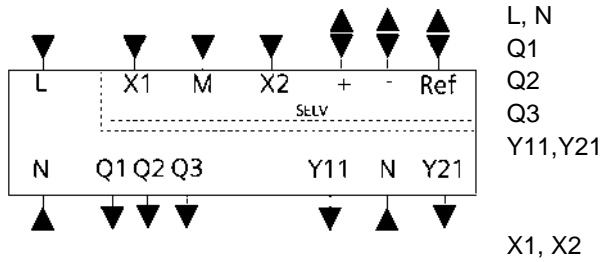 L X1 M X2 + - Ref
SELV
N Q1 Q2 Q3 Y11 N Y21
L, N
Q1
Q2
Q3
Y11,Y21
X1, X2